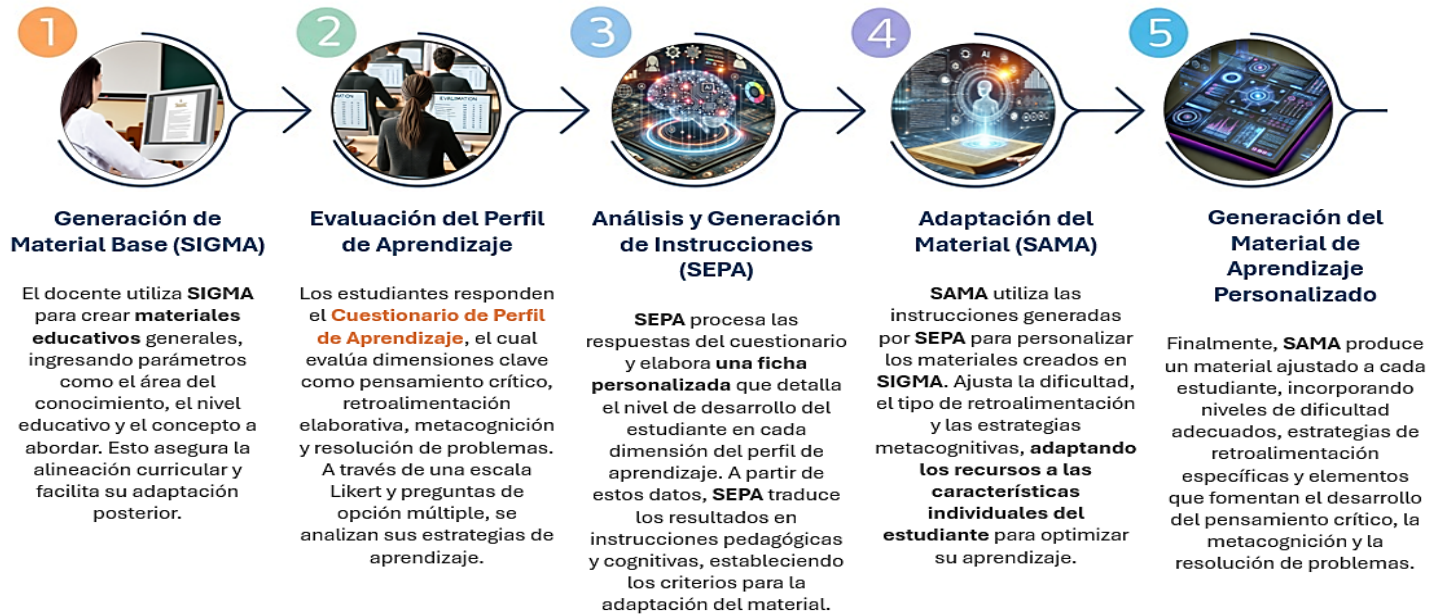 1
Generación de
Material Base (SIGMA)
El docente utiliza SIGMA
para crear materiales
educativos generales,
ingresando parámetros
como el área del
conocimiento, el nivel
educativo y el concepto a
abordar. Esto asegura la
alineación curricular y
facilita su adaptación
posterior.
2
EVALUMATION
Evaluación del Perfil
de Aprendizaje
Los estudiantes responden
el Cuestionario de Perfil
de Aprendizaje, el cual
evalúa dimensiones clave
como pensamiento crítico,
retroalimentación
elaborativa, metacognición
y resolución de problemas.
A través de una escala
Likert y preguntas de
opción múltiple, se
analizan sus estrategias de
aprendizaje.
3
Análisis y Generación
de Instrucciones
(SEPA)
SEPA procesa las
respuestas del cuestionario
y elabora una ficha
personalizada que detalla
el nivel de desarrollo del
estudiante en cada
dimensión del perfil de
aprendizaje. A partir de
estos datos, SEPA traduce
los resultados en
instrucciones pedagógicas
y cognitivas, estableciendo
los criterios para la
adaptación del material.
4
AI
Adaptación del
Material (SAMA)
SAMA utiliza las
instrucciones generadas
por SEPA para personalizar
los materiales creados en
SIGMA. Ajusta la dificultad,
el tipo de retroalimentación
y las estrategias
metacognitivas, adaptando
los recursos a las
características
individuales del
estudiante para optimizar
su aprendizaje.
5
Generación del
Material de
Aprendizaje
Personalizado
Finalmente, SAMA produce
un material ajustado a cada
estudiante, incorporando
niveles de dificultad
adecuados, estrategias de
retroalimentación
específicas y elementos
que fomentan el desarrollo
del pensamiento crítico, la
metacognición y la
resolución de problemas.